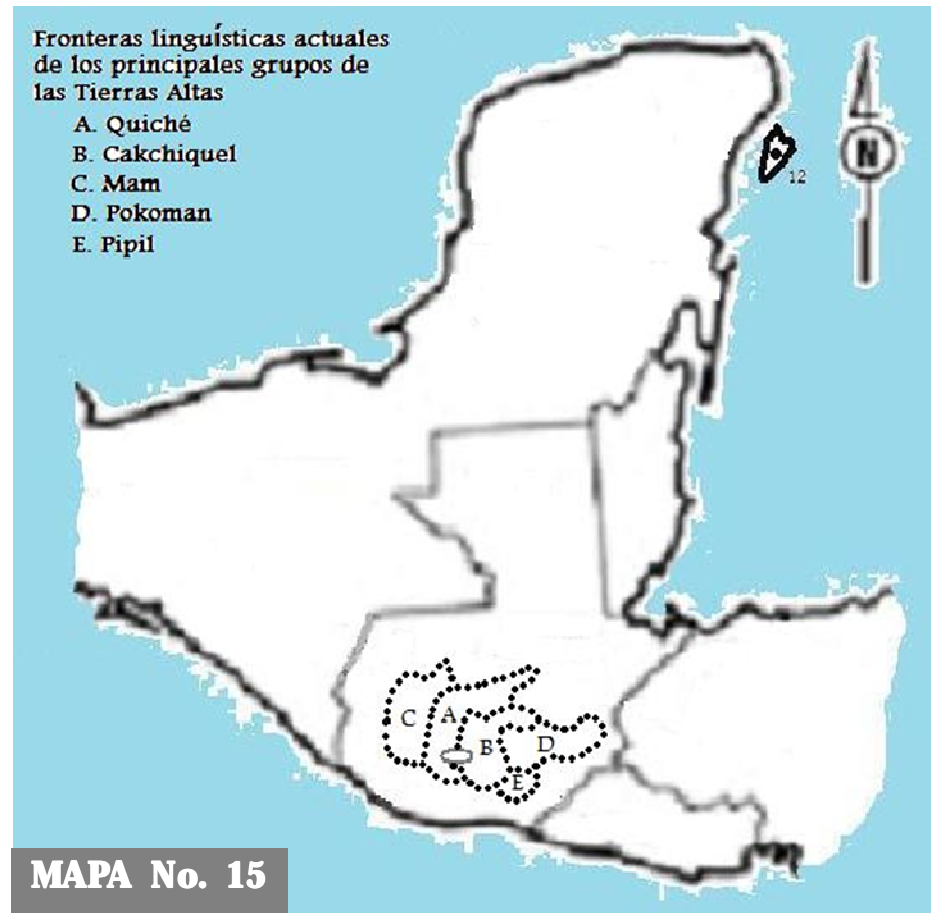 Fronteras linguísticas actuales
de los principales grupos de
las Tierras Altas
A. Quiché
B. Cakchiquel
C. Mam
D. Pokoman
E. Pipil
12
N
C
A
B
D
E
MAPA No. 15